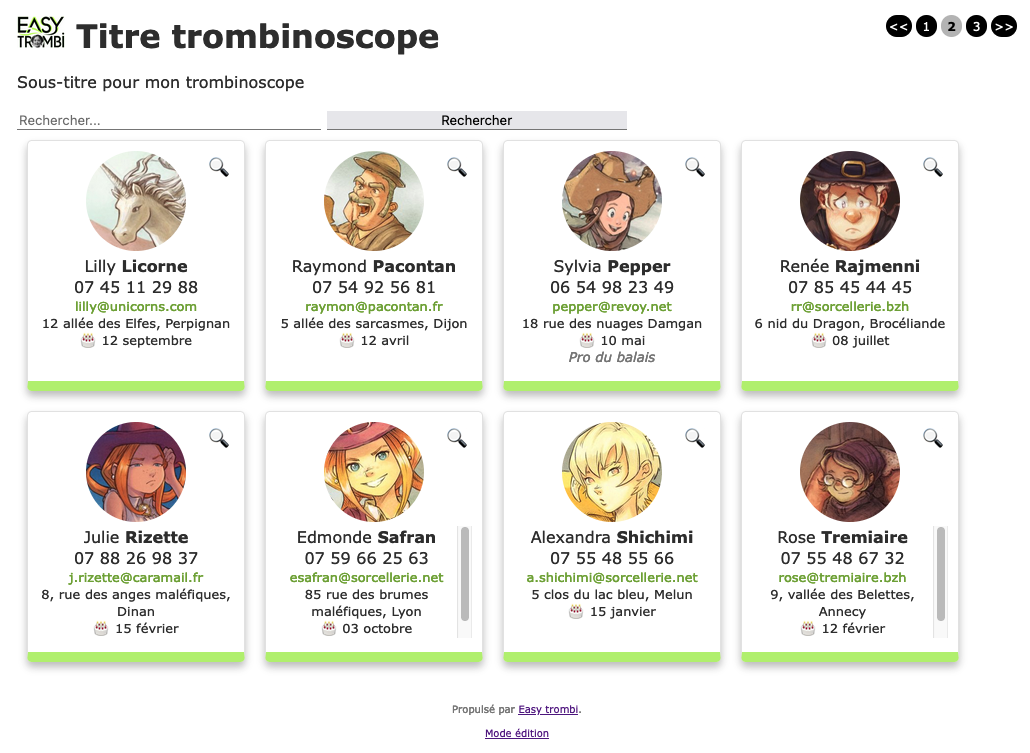 EASY
TROMBI
Titre trombinoscope
<< 1 2 3 >>
Sous-titre pour mon trombinoscope
Rechercher...
Rechercher
Lilly Licorne
07 45 11 29 88
lilly@unicorns.com
12 allée des Elfes, Perpignan
12 septembre
Raymond Pacontan
07 54 92 56 81
raymon@pacontan.fr
5 allée des sarcasmes, Dijon
12 avril
Sylvia Pepper
06 54 98 23 49
pepper@revoy.net
18 rue des nuages Damgan
10 mai
Pro du balais
Renée Rajmenni
07 85 45 44 45
rr@sorcellerie.bzh
6 nid du Dragon, Brocéliande
08 juillet
Julie Rizette
07 88 26 98 37
j.rizette@caramail.fr
8, rue des anges maléfiques,
Dinan
15 février
Edmonde Safran
07 59 66 25 63
esafran@sorcellerie.net
85 rue des brumes
maléfiques, Lyon
03 octobre
Alexandra Shichimi
07 55 48 55 66
a.shichimi@sorcellerie.net
5 clos du lac bleu, Melun
15 janvier
Rose Tremiaire
07 55 48 67 32
rose@tremiaire.bzh
9, vallée des Belettes,
Annecy
12 février
Propulsé par Easy trombi.
Mode édition